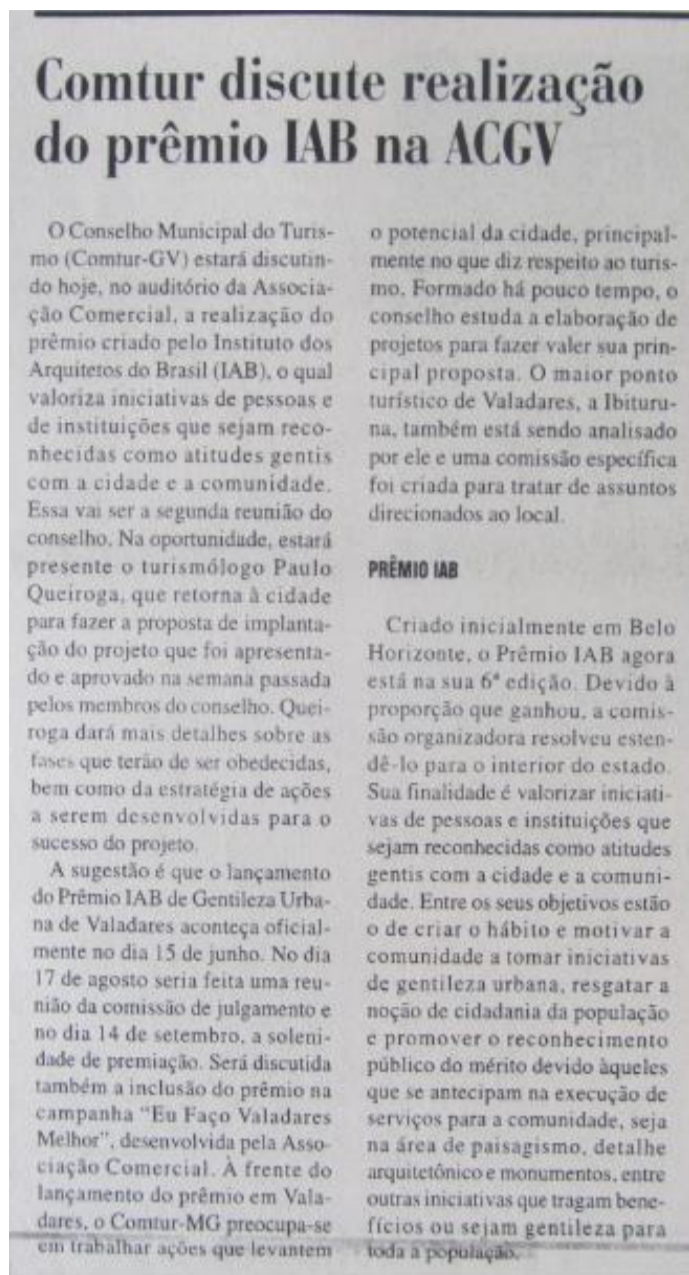 Comtur discute realização
do prêmio IAB na ACGV
O Conselho Municipal do Turis-
mo (Comtur-GV) estará discutin-
do hoje, no auditório da Associa-
ção Comercial, a realização do
prêmio criado pelo Instituto dos
Arquitetos do Brasil (IAB), o qual
valoriza iniciativas de pessoas e
de instituições que sejam reco-
nhecidas como atitudes gentis
com a cidade e a comunidade.
Essa vai ser a segunda reunião do
conselho. Na oportunidade, estará
presente o turismólogo Paulo
Queiroga, que retorna à cidade
para fazer a proposta de implanta-
ção do projeto que foi apresenta-
do e aprovado na semana passada
pelos membros do conselho. Quei-
roga dará mais detalhes sobre as
fases que terão de ser obedecidas,
bem como da estratégia de ações
a serem desenvolvidas para o
sucesso do projeto.
A sugestão é que o lançamento
do Prêmio IAB de Gentileza Urba-
na de Valadares aconteça oficial-
mente no dia 15 de junho. No dia
17 de agosto seria feita uma reu-
nião da comissão de julgamento e
no dia 14 de setembro, a soleni-
dade de premiação. Será discutida
também a inclusão do prêmio na
campanha “Eu Faço Valadares
Melhor”, desenvolvida pela Asso-
ciação Comercial. À frente do
lançamento do prêmio em Vala-
dares, o Comtur-MG preocupa-se
em trabalhar ações que levantem
o potencial da cidade, principal-
mente no que diz respeito ao turis-
mo. Formado há pouco tempo, o
conselho estuda a elaboração de
projetos para fazer valer sua prin-
cipal proposta. O maior ponto
turístico de Valadares, a Ibituru-
na, também está sendo analisado
por ele e uma comissão específica
foi criada para tratar de assuntos
direcionados ao local.
PRÊMIO IAB
Criado inicialmente em Belo
Horizonte, o Prêmio IAB agora
está na sua 6ª edição. Devido à
proporção que ganhou, a comis-
são organizadora resolveu esten-
dê-lo para o interior do estado.
Sua finalidade é valorizar iniciati-
vas de pessoas e instituições que
sejam reconhecidas como atitudes
gentis com a cidade e a comuni-
dade. Entre os seus objetivos estão
o de criar o hábito e motivar a
comunidade a tomar iniciativas
de gentileza urbana, resgatar a
noção de cidadania da população
e promover o reconhecimento
público do mérito devido àqueles
que se antecipam na execução de
serviços para a comunidade, seja
na área de paisagismo, detalhe
arquitetônico e monumentos, entre
outras iniciativas que tragam bene-
fícios ou sejam gentileza para
toda a população.